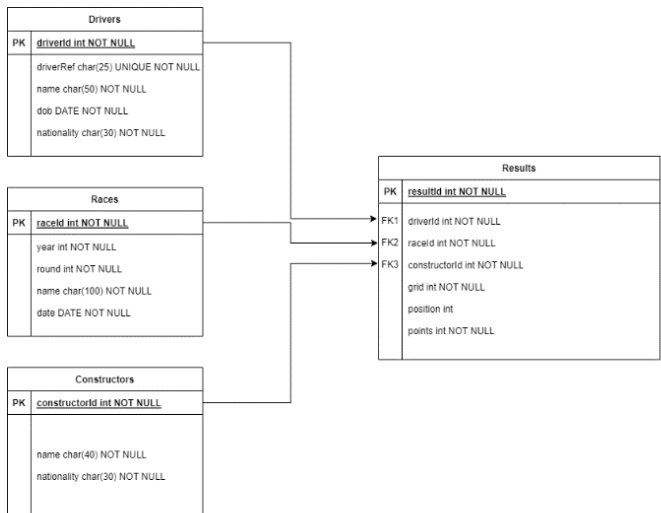 Drivers
PK driverId int NOT NULL
driverRef char(25) UNIQUE NOT NULL
name char(50) NOT NULL
dob DATE NOT NULL
nationality char(30) NOT NULL
Races
PK raceId int NOT NULL
year int NOT NULL
round int NOT NULL
name char(100) NOT NULL
date DATE NOT NULL
Constructors
PK constructorId int NOT NULL
name char(40) NOT NULL
nationality char(30) NOT NULL
Results
PK resultId int NOT NULL
FK1 driverId int NOT NULL
FK2 raceId int NOT NULL
FK3 constructorId int NOT NULL
grid int NOT NULL
position int
points int NOT NULL